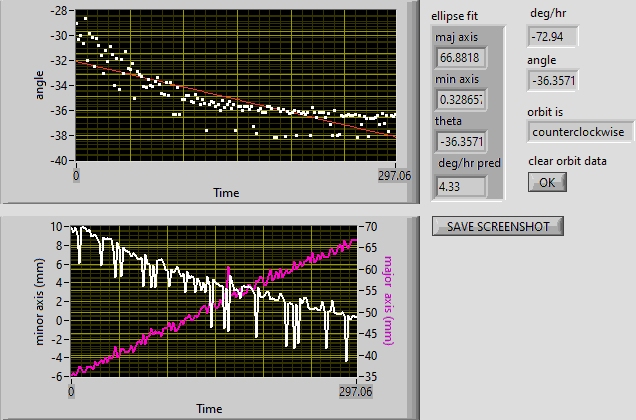 -28
-30
-32
-34
-36
-38
-40
angle
0
297.06
Time
ellipse fit
maj axis
66.8818
min axis
0.328657
theta
-36.3571
deg/hr pred
4.33
deg/hr
-72.94
angle
-36.3571
orbit is
counterclockwise
clear orbit data
OK
SAVE SCREENSHOT
10
8
6
4
2
0
-2
-4
-6
minor axis (mm)
70
65
60
55
50
45
40
35
major axis (mm)
0
297.06
Time